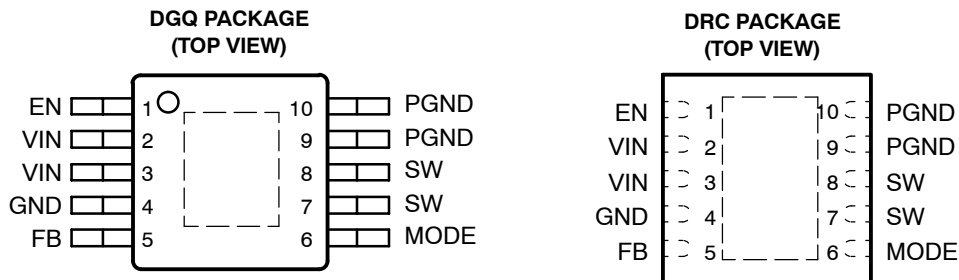 DGQ PACKAGE
(TOP VIEW)
EN 1 10 PGND
VIN 2 9 PGND
VIN 3 8 SW
GND 4 7 SW
FB 5 6 MODE
DRC PACKAGE
(TOP VIEW)
EN 1 10 PGND
VIN 2 9 PGND
VIN 3 8 SW
GND 4 7 SW
FB 5 6 MODE